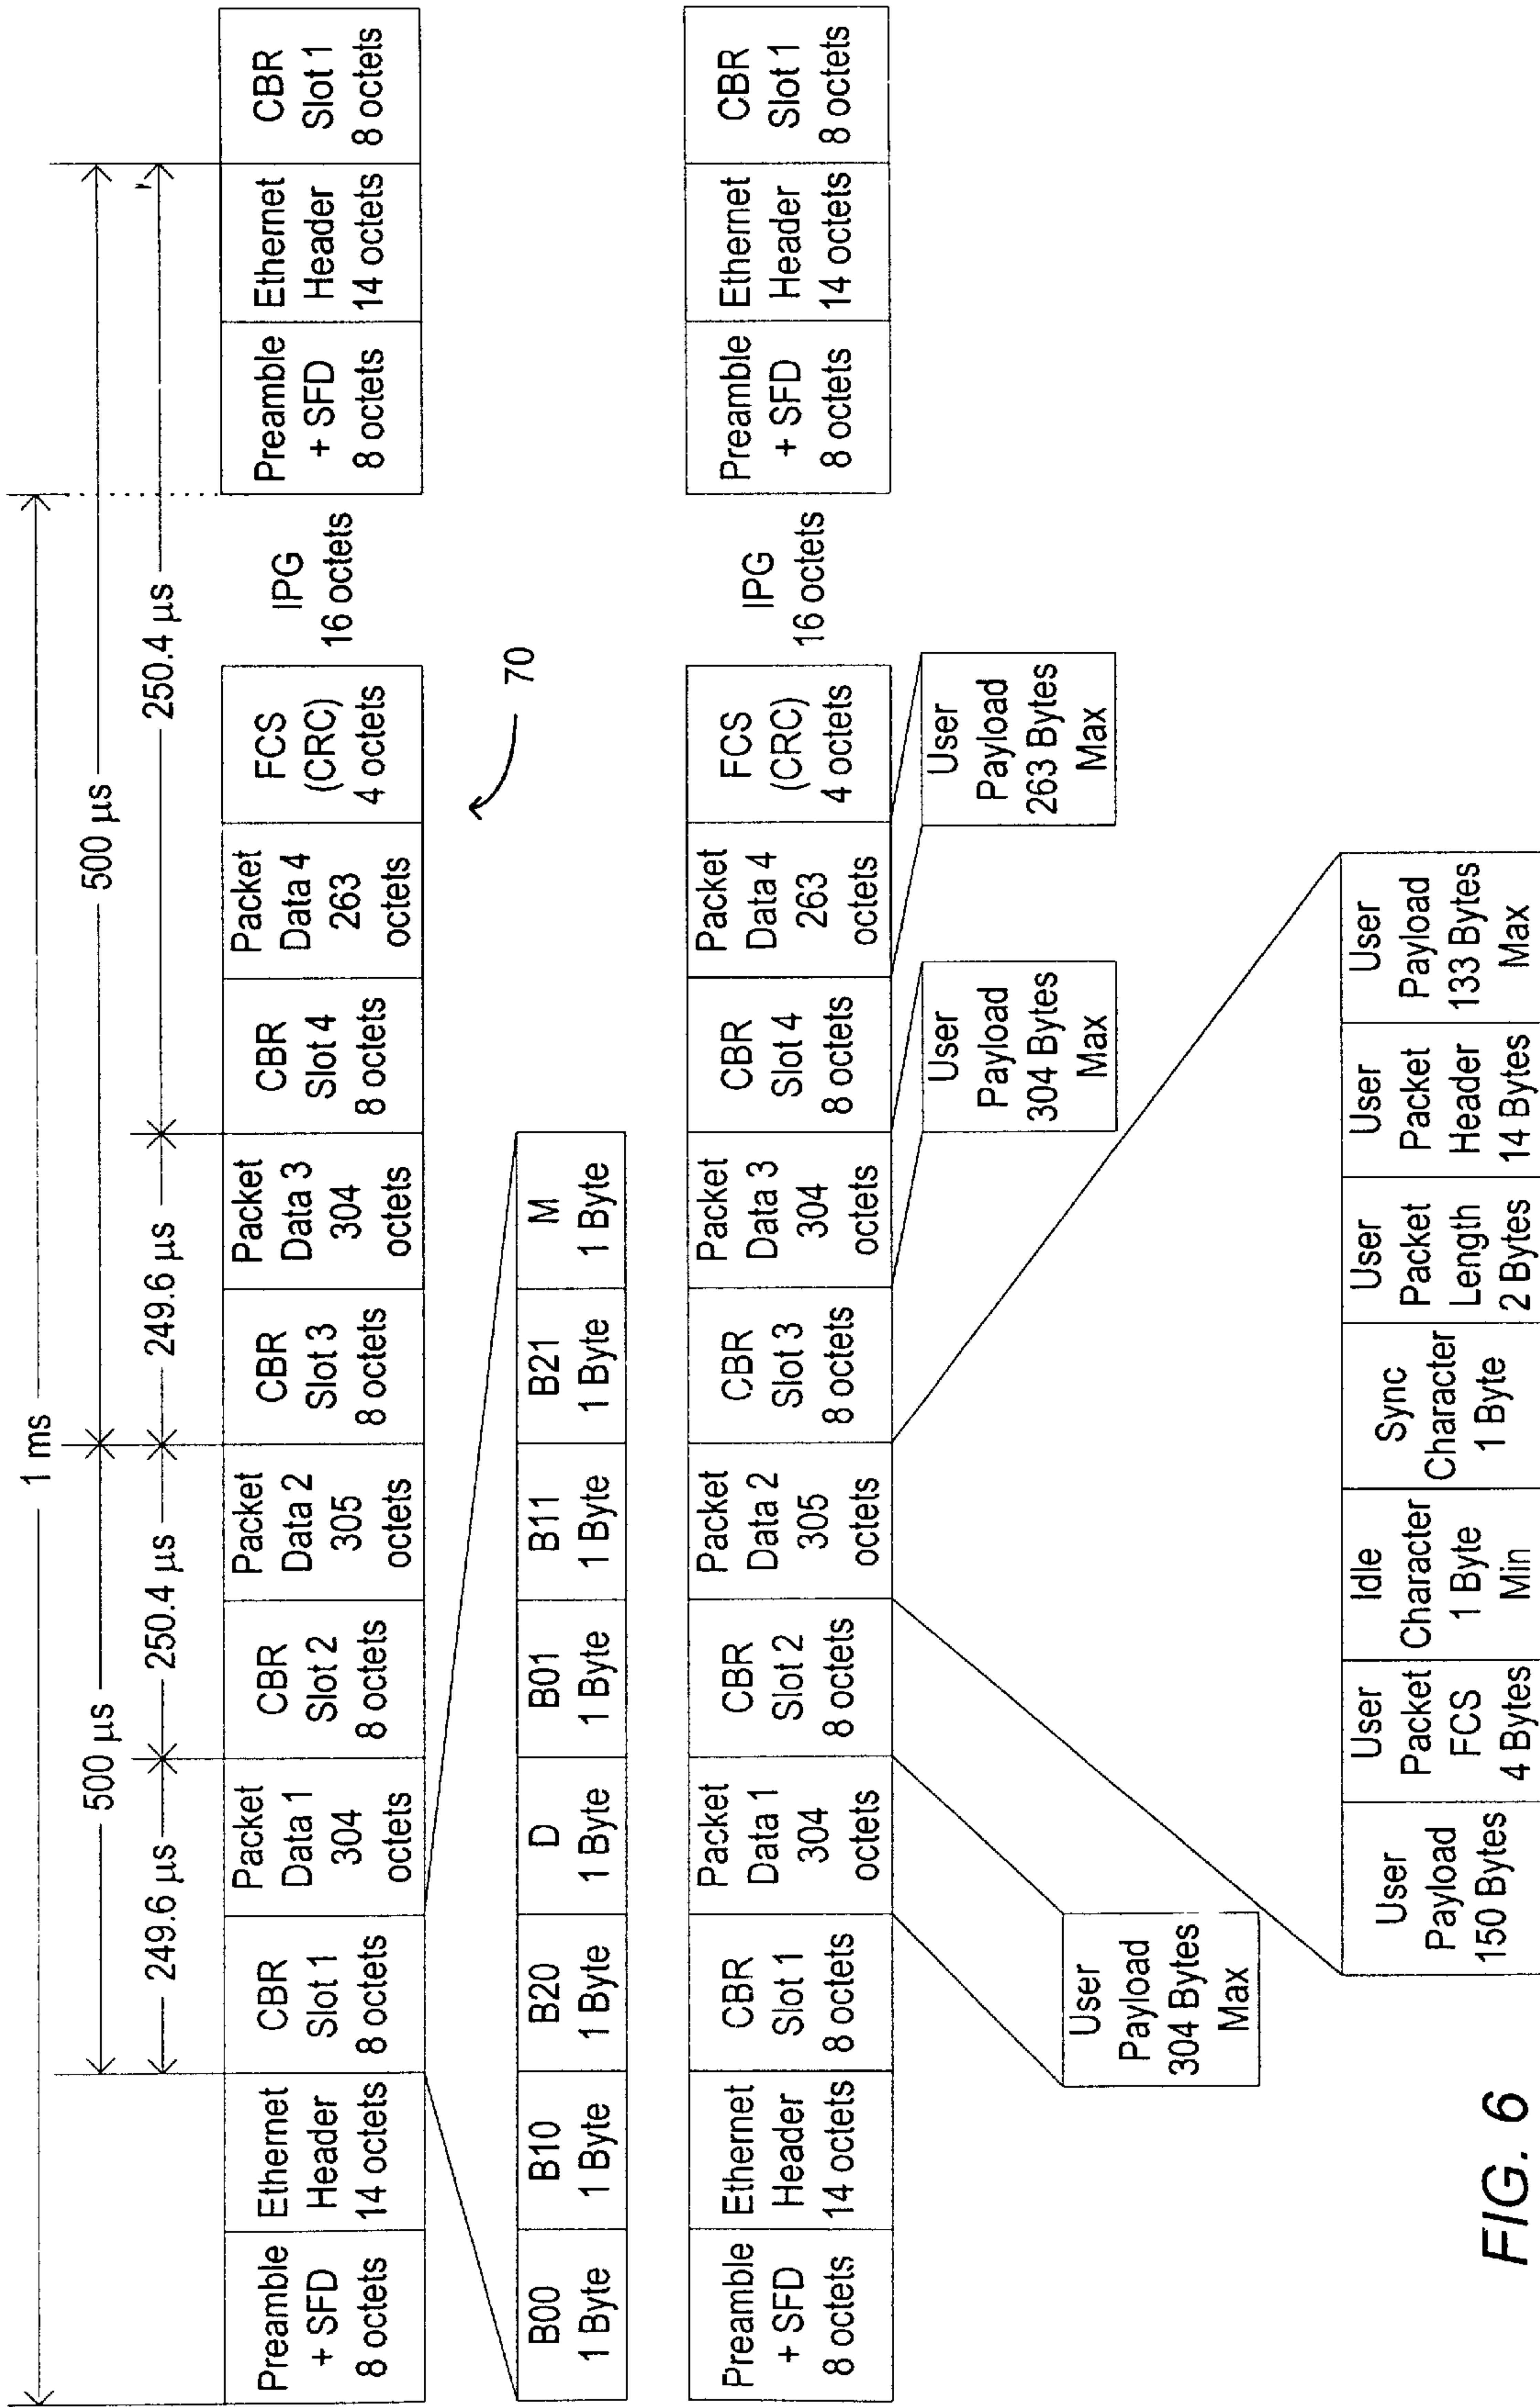 1 ms
500 µs
500 µs
249.6 µs
250.4 µs
249.6 µs
250.4 µs
Preamble
+ SFD
8 octets
Ethernet
Header
14 octets
CBR
Slot 1
8 octets
Packet
Data 1
304
octets
CBR
Slot 2
8 octets
Packet
Data 2
305
octets
CBR
Slot 3
8 octets
Packet
Data 3
304
octets
CBR
Slot 4
8 octets
Packet
Data 4
263
octets
FCS
(CRC)
4 octets
IPG
16 octets
Preamble
+ SFD
8 octets
Ethernet
Header
14 octets
CBR
Slot 1
8 octets
70
B00
1 Byte
B10
1 Byte
B20
1 Byte
D
1 Byte
B01
1 Byte
B11
1 Byte
B21
1 Byte
M
1 Byte
Preamble
+ SFD
8 octets
Ethernet
Header
14 octets
CBR
Slot 1
8 octets
Packet
Data 1
304
octets
CBR
Slot 2
8 octets
Packet
Data 2
305
octets
CBR
Slot 3
8 octets
Packet
Data 3
304
octets
CBR
Slot 4
8 octets
Packet
Data 4
263
octets
FCS
(CRC)
4 octets
IPG
16 octets
Preamble
+ SFD
8 octets
Ethernet
Header
14 octets
CBR
Slot 1
8 octets
User
Payload
304 Bytes
Max
User
Payload
304 Bytes
Max
User
Payload
263 Bytes
Max
User
Payload
150 Bytes
User
Packet
FCS
4 Bytes
Idle
Character
1 Byte
Min
Sync
Character
1 Byte
User
Packet
Length
2 Bytes
User
Packet
Header
14 Bytes
User
Payload
133 Bytes
Max
FIG. 6